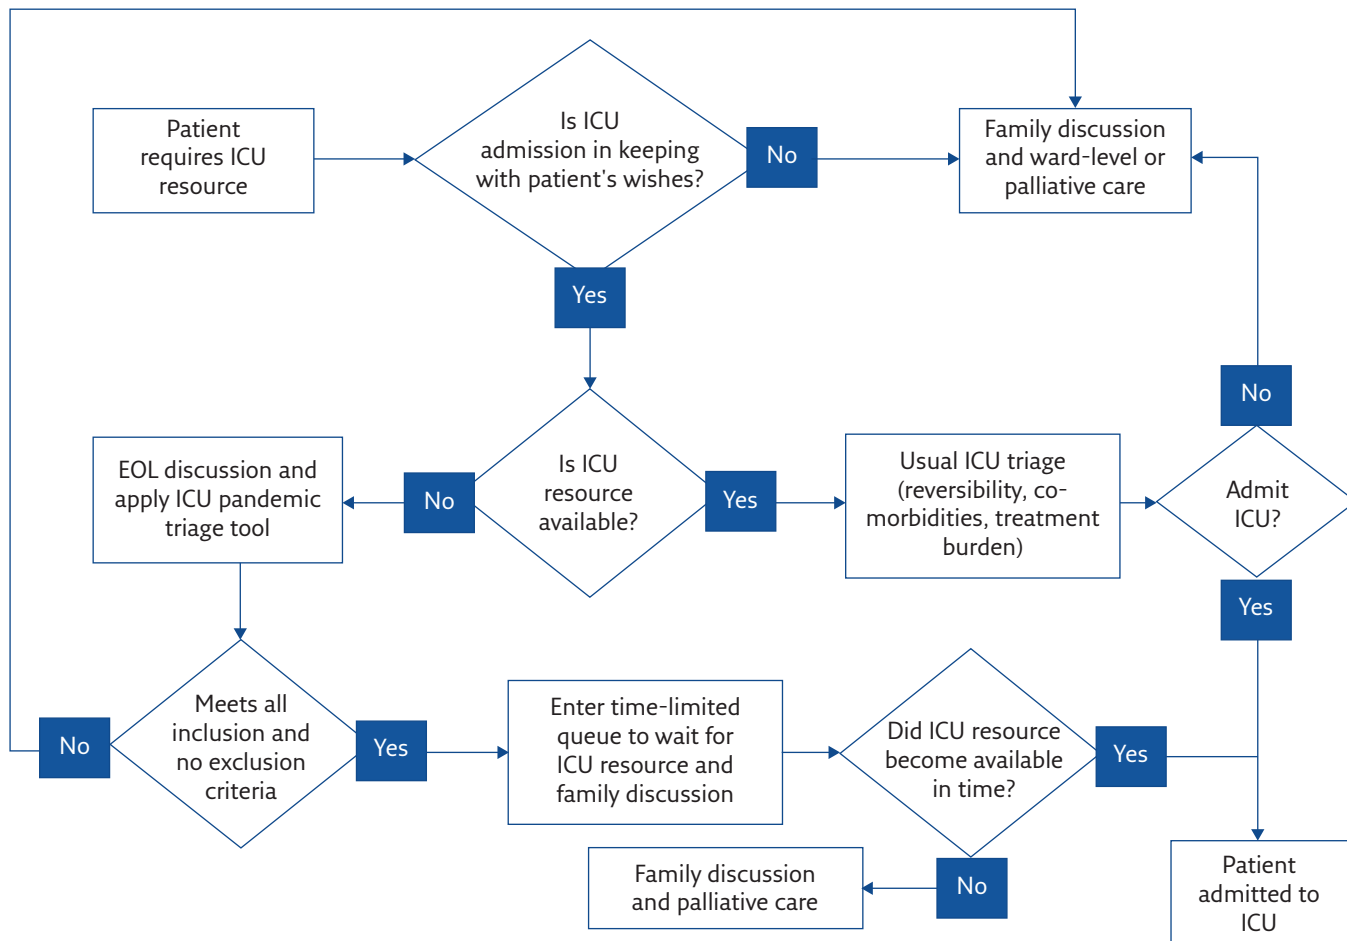 Patient
requires ICU
resource
Is ICU
admission in keeping
with patient's wishes?
No
Family discussion
and ward-level or
palliative care
Yes
No
EOL discussion and
apply ICU pandemic
triage tool
No
Is ICU
resource
available?
Yes
Usual ICU triage
(reversibility, co-
morbidities, treatment
burden)
Admit
ICU?
Yes
No
Meets all
inclusion and
no exclusion
criteria
Yes
Enter time-limited
queue to wait for
ICU resource and
family discussion
Did ICU resource
become available
in time?
Yes
Family discussion
and palliative care
No
Patient
admitted to
ICU